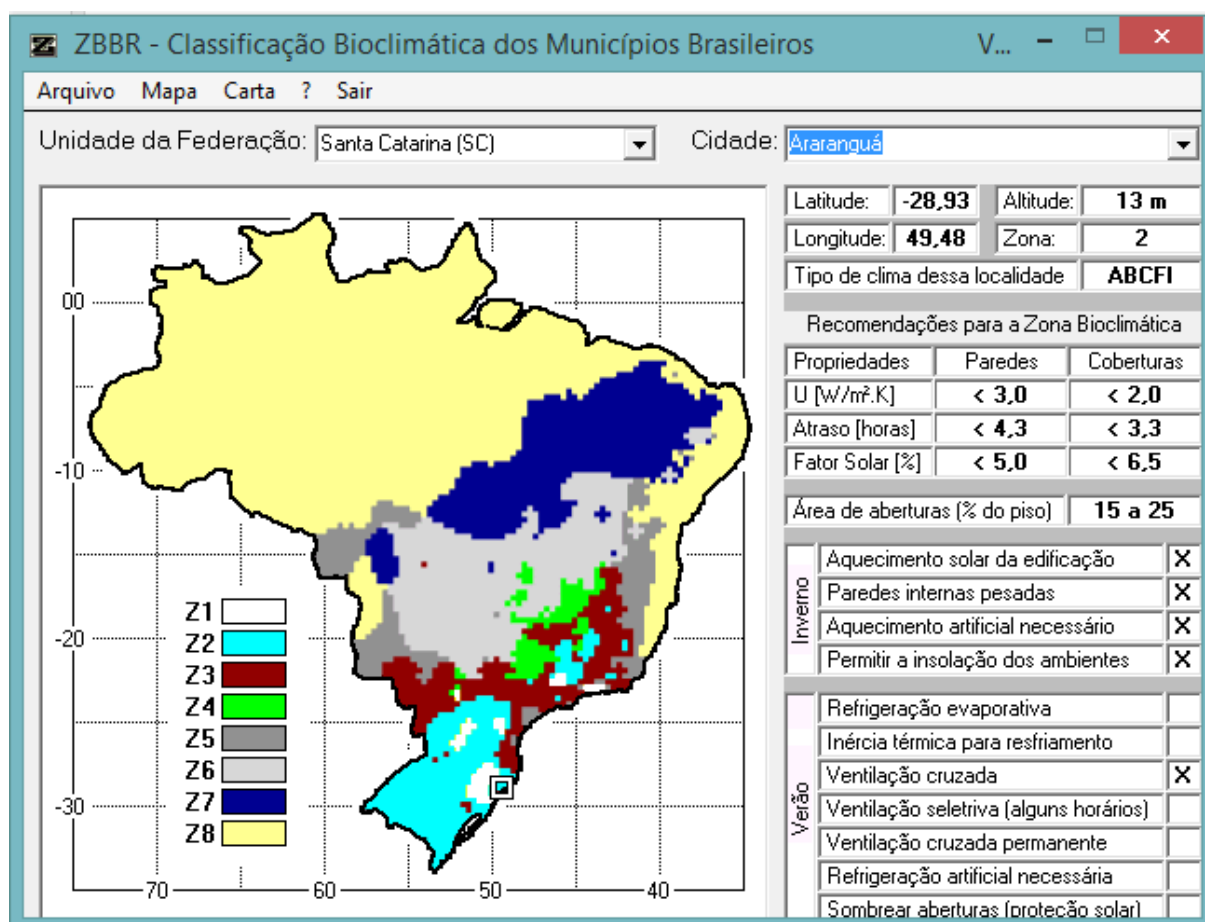 ZBBR - Classificação Bioclimática dos Municípios Brasileiros V...
Arquivo Mapa Carta ? Sair
Unidade da Federação: Santa Catarina (SC) Cidade: Araranguá
Latitude: -28,93 Altitude: 13 m
Longitude: 49,48 Zona: 2
Tipo de clima dessa localidade ABCFI
Recomendações para a Zona Bioclimática
Propriedades Paredes Coberturas
U [W/m².K] < 3,0 < 2,0
Atraso [horas] < 4,3 < 3,3
Fator Solar [%] < 5,0 < 6,5
Área de aberturas (% do piso) 15 a 25
Inverno
Aquecimento solar da edificação X
Paredes internas pesadas X
Aquecimento artificial necessário X
Permitir a insolação dos ambientes X
Verão
Refrigeração evaporativa
Inércia térmica para resfriamento
Ventilação cruzada X
Ventilação seletriva (alguns horários)
Ventilação cruzada permanente
Refrigeração artificial necessária
Sombrear aberturas (proteção solar)
00
-10
-20
-30
70 60 50 40
Z1
Z2
Z3
Z4
Z5
Z6
Z7
Z8